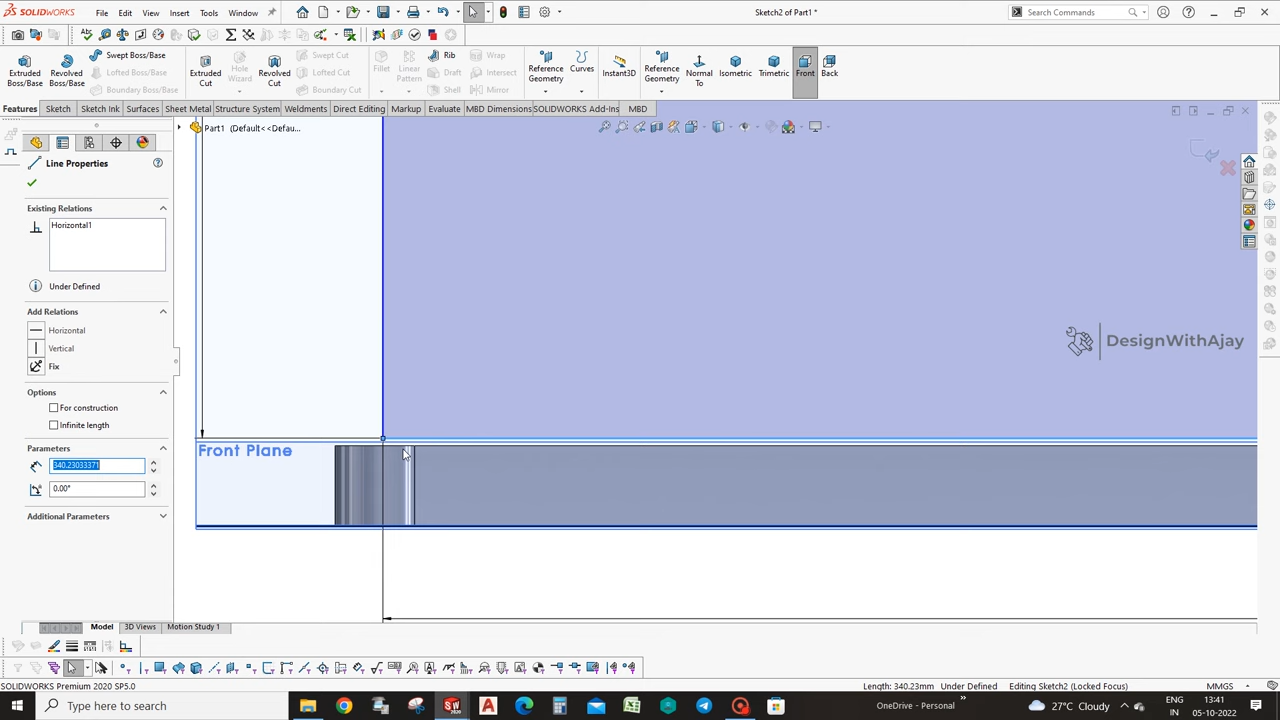 SOLIDWORKS File Edit View Insert Tools Window Sketch2 of Part1 * Search Commands
Extruded Boss/Base
Revolved Boss/Base
Swept Boss/Base
Lofted Boss/Base
Boundary Boss/Base
Extruded Cut
Hole Wizard
Revolved Cut
Swept Cut
Lofted Cut
Boundary Cut
Fillet
Linear Pattern
Rib
Draft
Shell
Wrap
Intersect
Mirror
Reference Geometry
Curves
Instant3D
Reference Geometry
Normal To
Isometric
Trimetric
Front
Back
Features Sketch Sketch Ink Surfaces Sheet Metal Structure System Weldments Direct Editing Markup Evaluate MBD Dimensions SOLIDWORKS Add-Ins MBD
Part1 (Default<<Defau...
Line Properties
Existing Relations
Horizontal1
Under Defined
Add Relations
Horizontal
Vertical
Fix
Options
For construction
Infinite length
Parameters
340.23033371
0.00°
Additional Parameters
Front Plane
DesignWithAjay
Model 3D Views Motion Study 1
SOLIDWORKS Premium 2020 SP5.0 Length: 340.23mm Under Defined Editing Sketch2 (Locked Focus) MMGS
Type here to search
OneDrive - Personal
27°C Cloudy
ENG
IN
13:41
05-10-2022